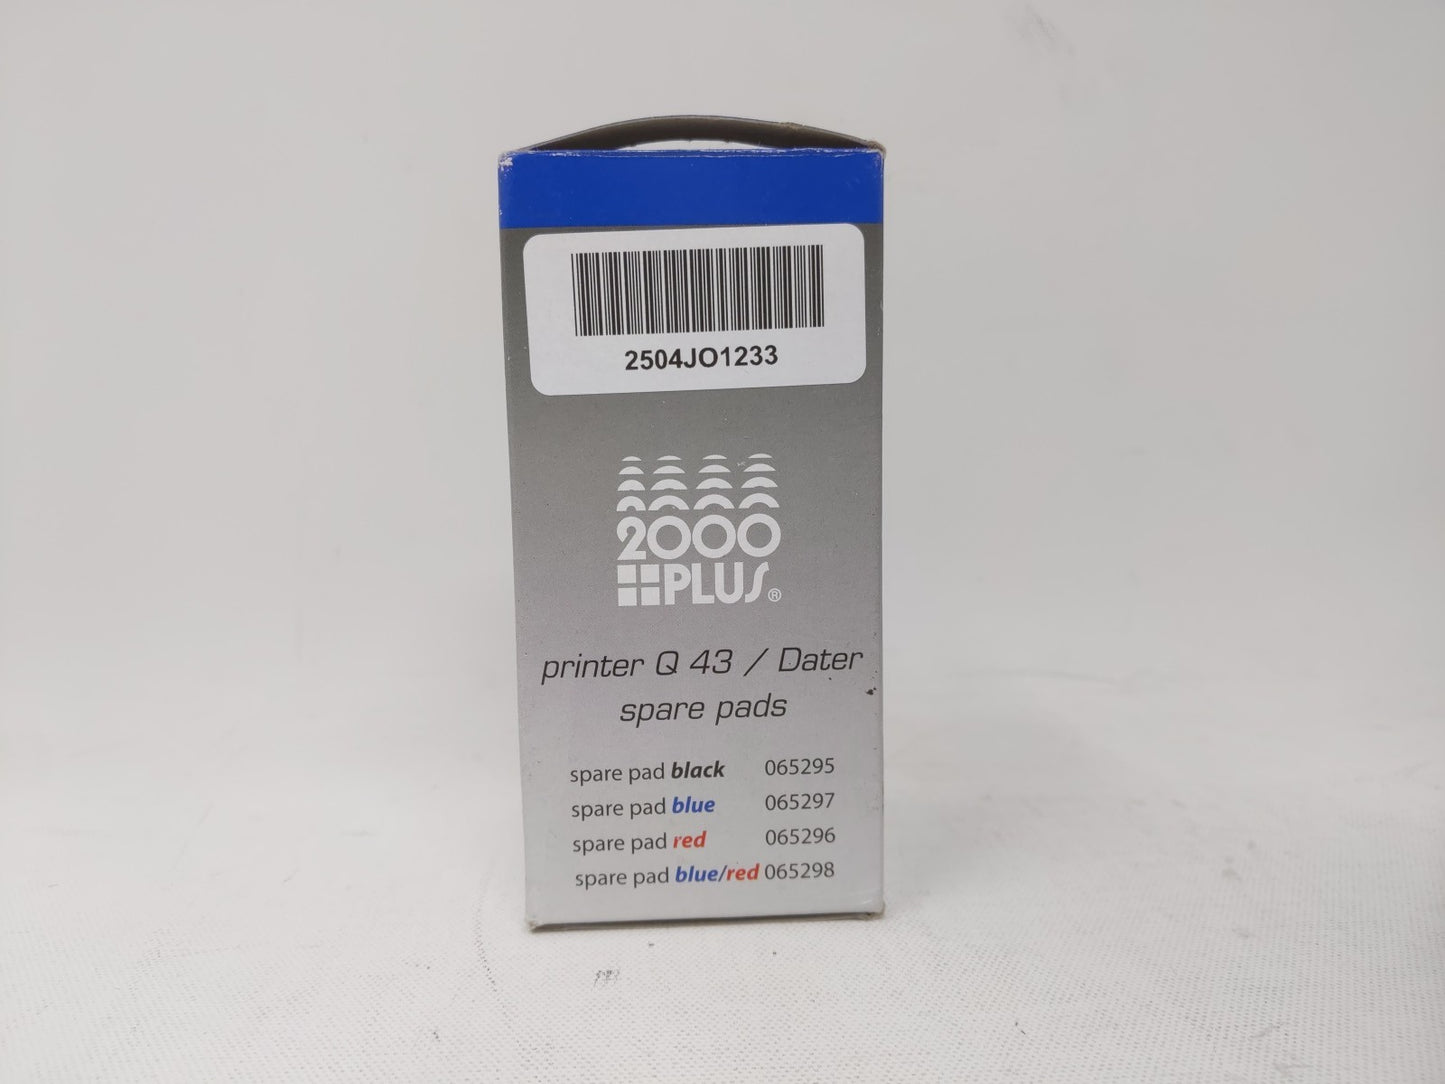 2504JO1233
2000
PLUS®
printer Q 43 / Dater
spare pads
spare pad black 065295
spare pad blue 065297
spare pad red 065296
spare pad blue/red 065298